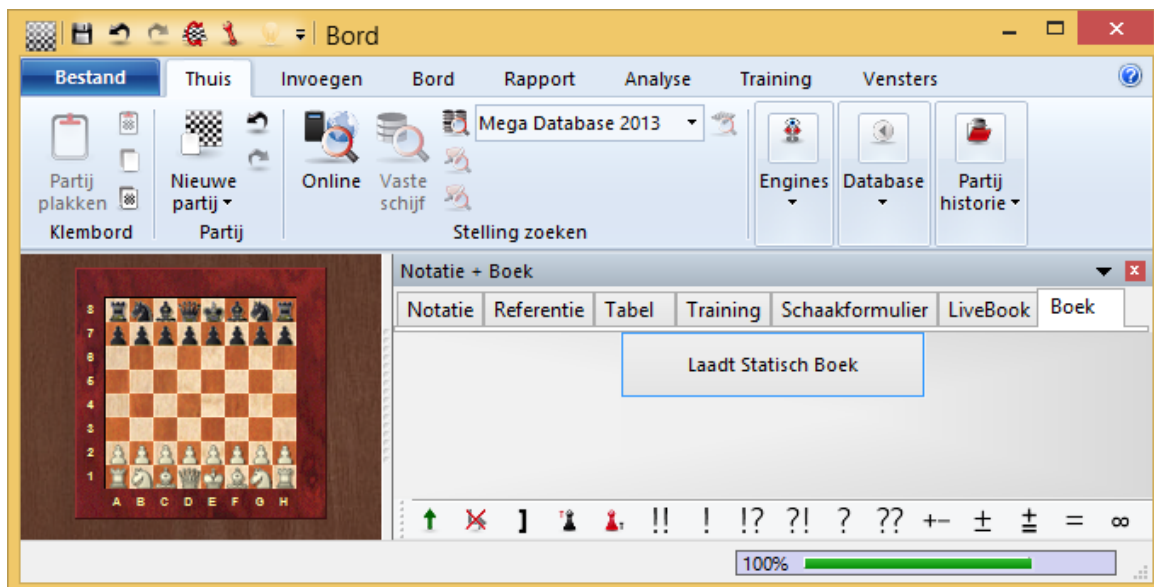 Bord
Bestand Thuis Invoegen Bord Rapport Analyse Training Vensters
Mega Database 2013
Partij plakken
Nieuwe partij
Online
Vaste schijf
Engines
Database
Partij historie
Klembord Partij Stelling zoeken
Notatie + Boek
Notatie Referentie Tabel Training Schaakformulier LiveBook Boek
Laadt Statisch Boek
8
7
6
5
4
3
2
1
A B C D E F G H
] !! ! !? ?! ? ?? +− ± ⩲ = ∞
100%